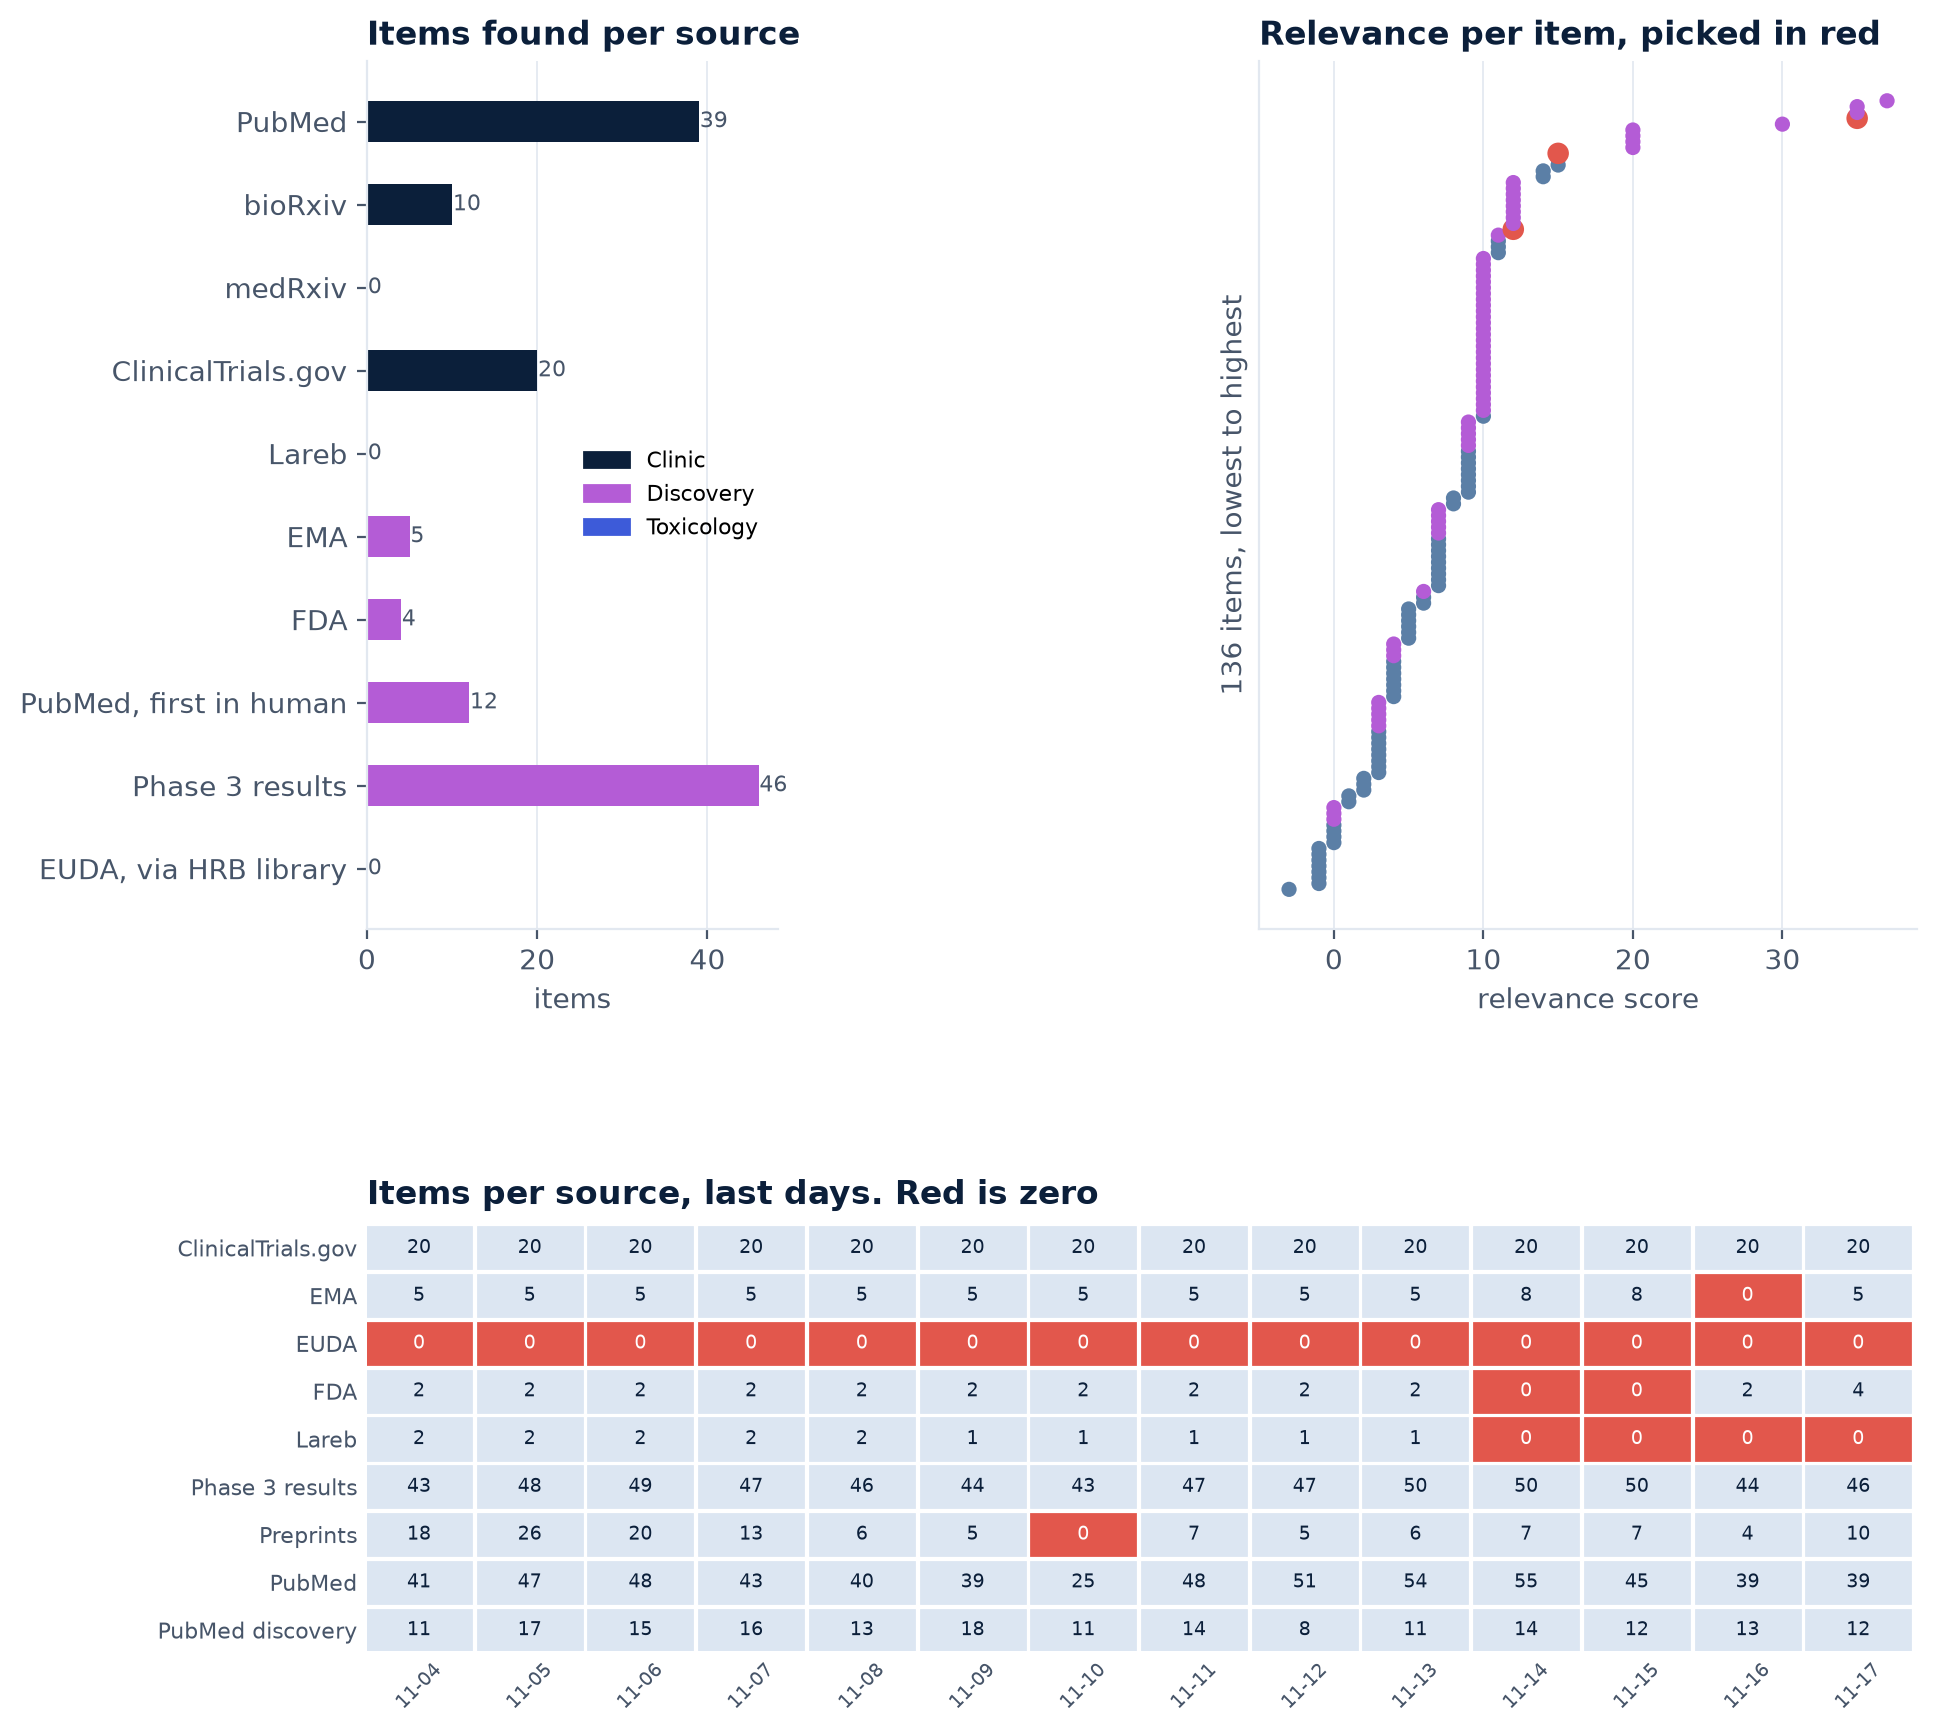 Items found per source
PubMed 39
bioRxiv 10
medRxiv 0
ClinicalTrials.gov 20
Lareb 0
EMA 5
FDA 4
PubMed, first in human 12
Phase 3 results 46
EUDA, via HRB library 0
Clinic
Discovery
Toxicology
0 20 40
items
Relevance per item, picked in red
136 items, lowest to highest
0 10 20 30
relevance score
Items per source, last days. Red is zero
ClinicalTrials.gov 20 20 20 20 20 20 20 20 20 20 20 20 20 20
EMA 5 5 5 5 5 5 5 5 5 5 8 8 0 5
EUDA 0 0 0 0 0 0 0 0 0 0 0 0 0 0
FDA 2 2 2 2 2 2 2 2 2 2 0 0 2 4
Lareb 2 2 2 2 2 1 1 1 1 1 0 0 0 0
Phase 3 results 43 48 49 47 46 44 43 47 47 50 50 50 44 46
Preprints 18 26 20 13 6 5 0 7 5 6 7 7 4 10
PubMed 41 47 48 43 40 39 25 48 51 54 55 45 39 39
PubMed discovery 11 17 15 16 13 18 11 14 8 11 14 12 13 12
11-04 11-05 11-06 11-07 11-08 11-09 11-10 11-11 11-12 11-13 11-14 11-15 11-16 11-17